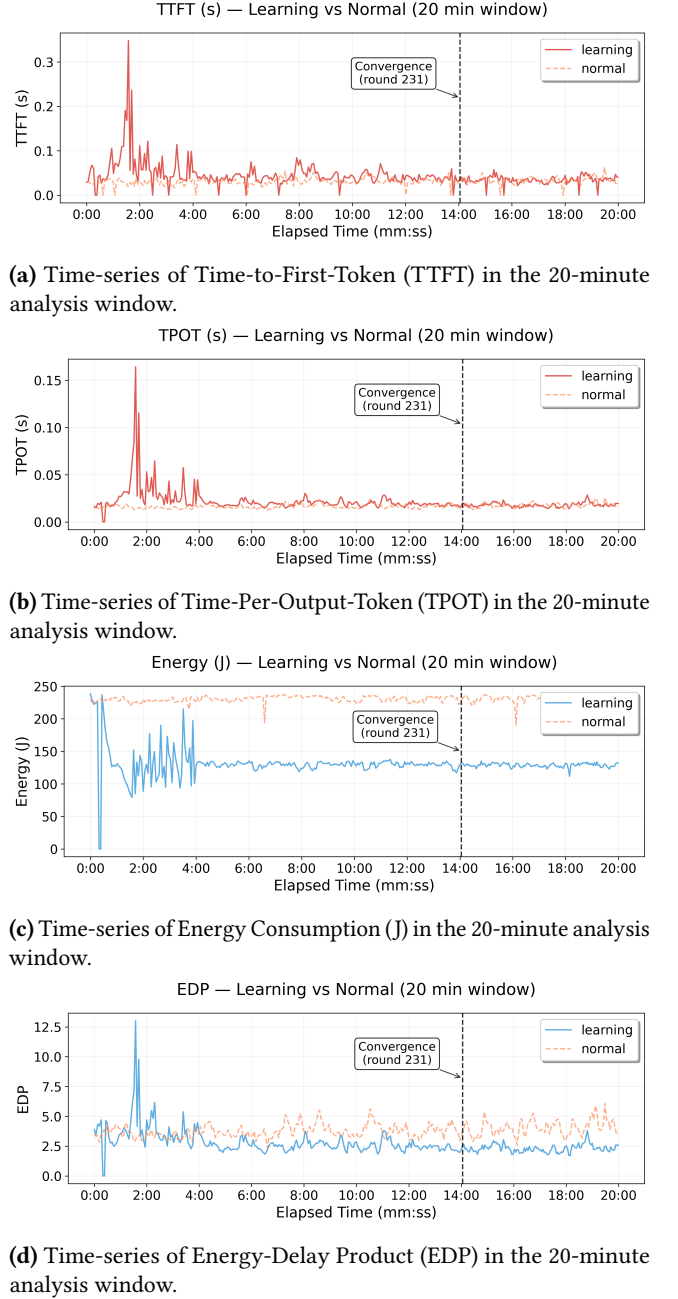 TTFT (s) — Learning vs Normal (20 min window)
learning
normal
Convergence
(round 231)
0.3
0.2
0.1
0.0
TTFT (s)
0:00 2:00 4:00 6:00 8:00 10:00 12:00 14:00 16:00 18:00 20:00
Elapsed Time (mm:ss)
(a) Time-series of Time-to-First-Token (TTFT) in the 20-minute
analysis window.
TPOT (s) — Learning vs Normal (20 min window)
learning
normal
Convergence
(round 231)
0.15
0.10
0.05
0.00
TPOT (s)
0:00 2:00 4:00 6:00 8:00 10:00 12:00 14:00 16:00 18:00 20:00
Elapsed Time (mm:ss)
(b) Time-series of Time-Per-Output-Token (TPOT) in the 20-minute
analysis window.
Energy (J) — Learning vs Normal (20 min window)
learning
normal
Convergence
(round 231)
250
200
150
100
50
0
Energy (J)
0:00 2:00 4:00 6:00 8:00 10:00 12:00 14:00 16:00 18:00 20:00
Elapsed Time (mm:ss)
(c) Time-series of Energy Consumption (J) in the 20-minute analysis
window.
EDP — Learning vs Normal (20 min window)
learning
normal
Convergence
(round 231)
12.5
10.0
7.5
5.0
2.5
0.0
EDP
0:00 2:00 4:00 6:00 8:00 10:00 12:00 14:00 16:00 18:00 20:00
Elapsed Time (mm:ss)
(d) Time-series of Energy-Delay Product (EDP) in the 20-minute
analysis window.